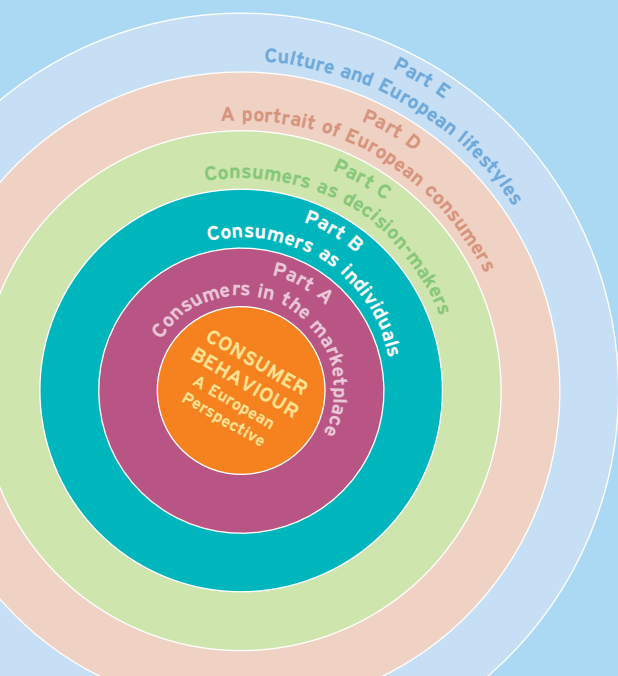 Part E
Culture and European lifestyles
Part D
A portrait of European consumers
Part C
Consumers as decision-makers
Part B
Consumers as individuals
Part A
Consumers in the marketplace
CONSUMER
BEHAVIOUR
A European
Perspective